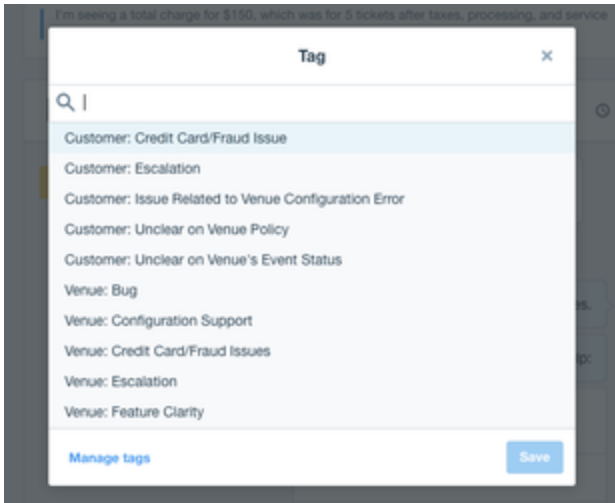 I'm seeing a total charge for $150, which was for 5 tickets after taxes, processing, and service
Tag
Customer: Credit Card/Fraud Issue
Customer: Escalation
Customer: Issue Related to Venue Configuration Error
Customer: Unclear on Venue Policy
Customer: Unclear on Venue's Event Status
Venue: Bug
Venue: Configuration Support
es.
Venue: Credit Card/Fraud Issues
lp:
Venue: Escalation
Venue: Feature Clarity
Manage tags
Save